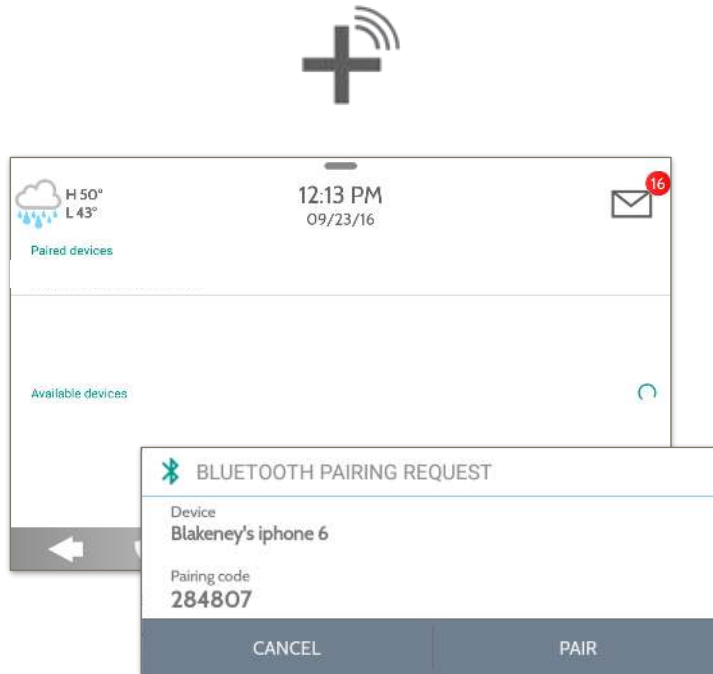 H 50°
L 43°
12:13 PM
09/23/16
16
Paired devices
Available devices
BLUETOOTH PAIRING REQUEST
Device
Blakeney's iphone 6
Pairing code
284807
CANCEL
PAIR